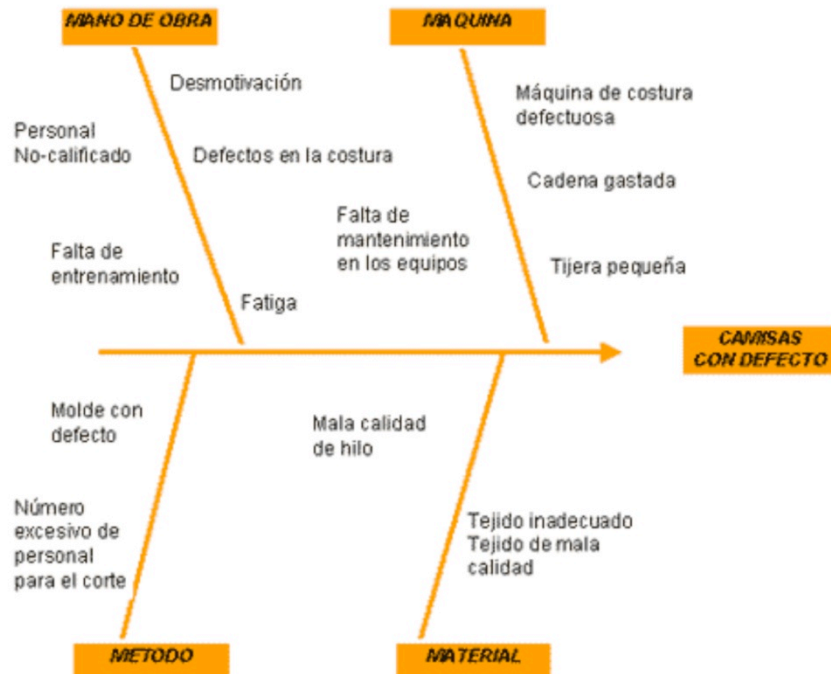 MANO DE OBRA
MAQUINA
Desmotivación
Máquina de costura
defectuosa
Personal
No-calificado
Defectos en la costura
Cadena gastada
Falta de
mantenimiento
en los equipos
Falta de
entrenamiento
Tijera pequeña
Fatiga
CAMISAS
CON DEFECTO
Molde con
defecto
Mala calidad
de hilo
Número
excesivo de
personal
para el corte
Tejido inadecuado
Tejido de mala
calidad
METODO
MATERIAL